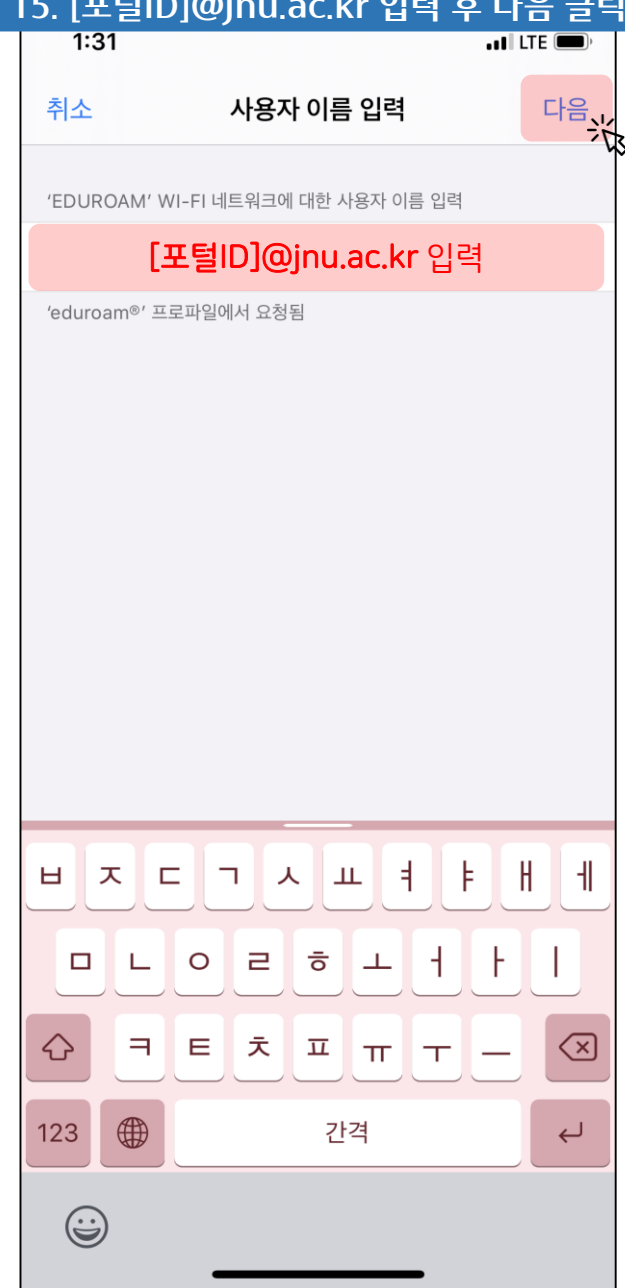 15. [포털ID]@jnu.ac.kr 입력 후 다음 클릭
1:31 LTE
취소 사용자 이름 입력 다음
‘EDUROAM’ WI-FI 네트워크에 대한 사용자 이름 입력
[포털ID]@jnu.ac.kr 입력
‘eduroam®’ 프로파일에서 요청됨
ㅂ ㅈ ㄷ ㄱ ㅅ ㅛ ㅕ ㅑ ㅐ ㅔ
ㅁ ㄴ ㅇ ㄹ ㅎ ㅗ ㅓ ㅏ ㅣ
ㅋ ㅌ ㅊ ㅍ ㅠ ㅜ ㅡ
123 간격